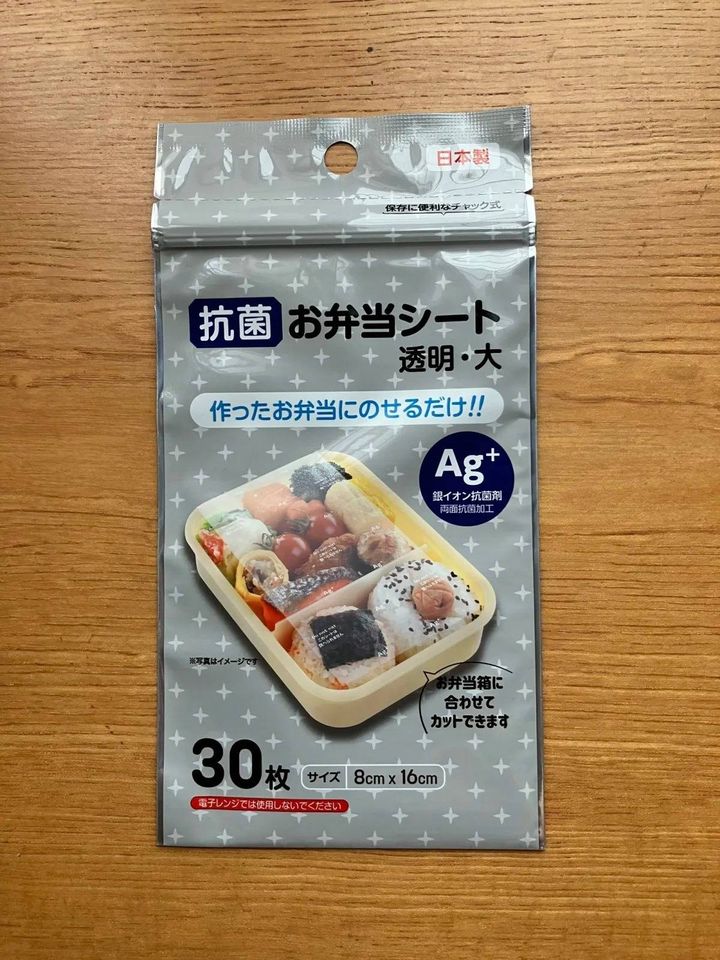 日本製
保存に便利なチャック式
抗菌 お弁当シート
透明・大
作ったお弁当にのせるだけ!!
Ag+
銀イオン抗菌剤
両面抗菌加工
※写真はイメージです
お弁当箱に
合わせて
カットできます
30枚 サイズ 8cm x 16cm
電子レンジでは使用しないでください